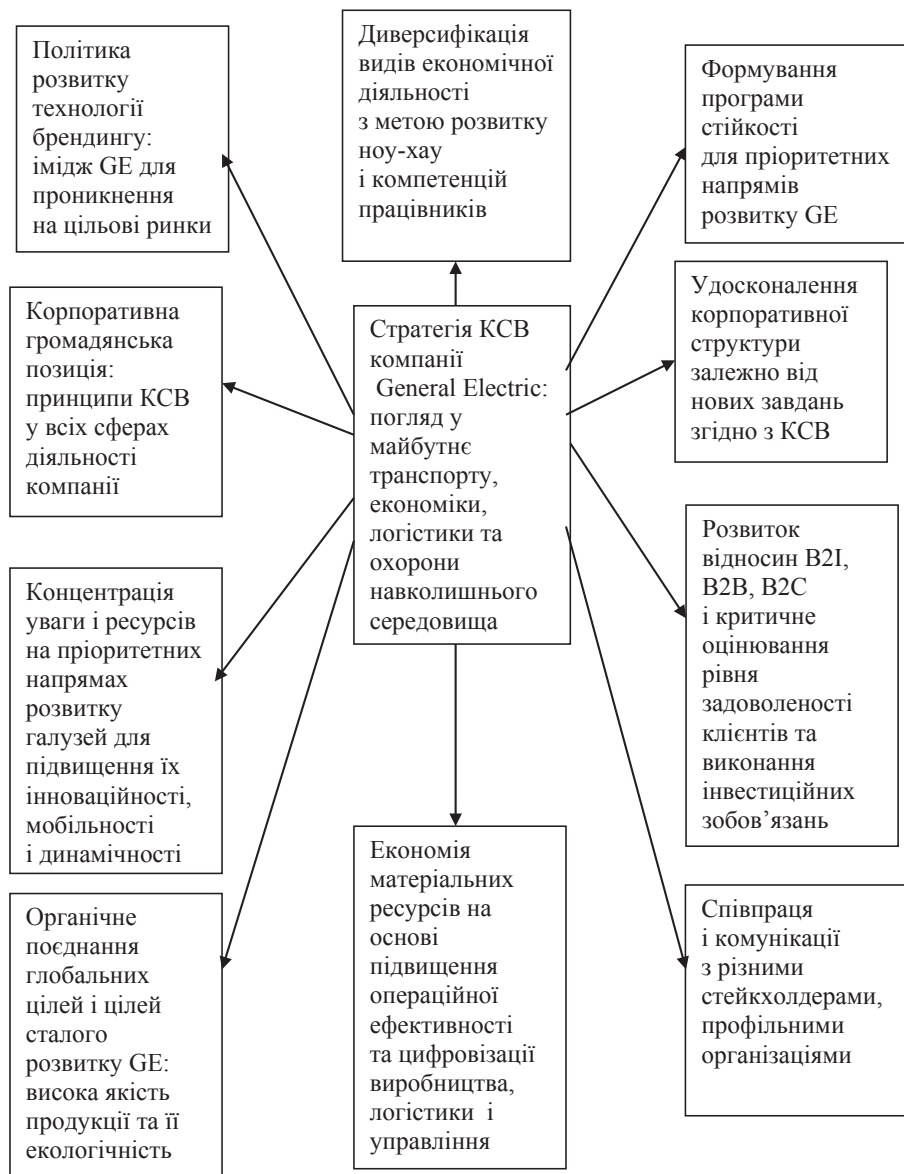 Політика
розвитку
технології
брендингу:
імідж GE для
проникнення
на цільові ринки
Диверсифікація
видів економічної
діяльності
з метою розвитку
ноу-хау
і компетенцій
працівників
Формування
програми
стійкості
для пріоритетних
напрямів
розвитку GE
Корпоративна
громадянська
позиція:
принципи КСВ
у всіх сферах
діяльності
компанії
Стратегія КСВ
компанії
General Electric:
погляд у
майбутнє
транспорту,
економіки,
логістики та
охорони
навколишнього
середовища
Удосконалення
корпоративної
структури
залежно від
нових завдань
згідно з КСВ
Концентрація
уваги і ресурсів
на пріоритетних
напрямах
розвитку
галузей для
підвищення їх
інноваційності,
мобільності
і динамічності
Розвиток
відносин B2I,
B2B, B2C
і критичне
оцінювання
рівня
задоволеності
клієнтів та
виконання
інвестиційних
зобов’язань
Органічне
поєднання
глобальних
цілей і цілей
сталого
розвитку GE:
висока якість
продукції та її
екологічність
Економія
матеріальних
ресурсів на
основі
підвищення
операційної
ефективності
та цифровізації
виробництва,
логістики і
управління
Співпраця
і комунікації
з різними
стейкхолдерами,
профільними
організаціями